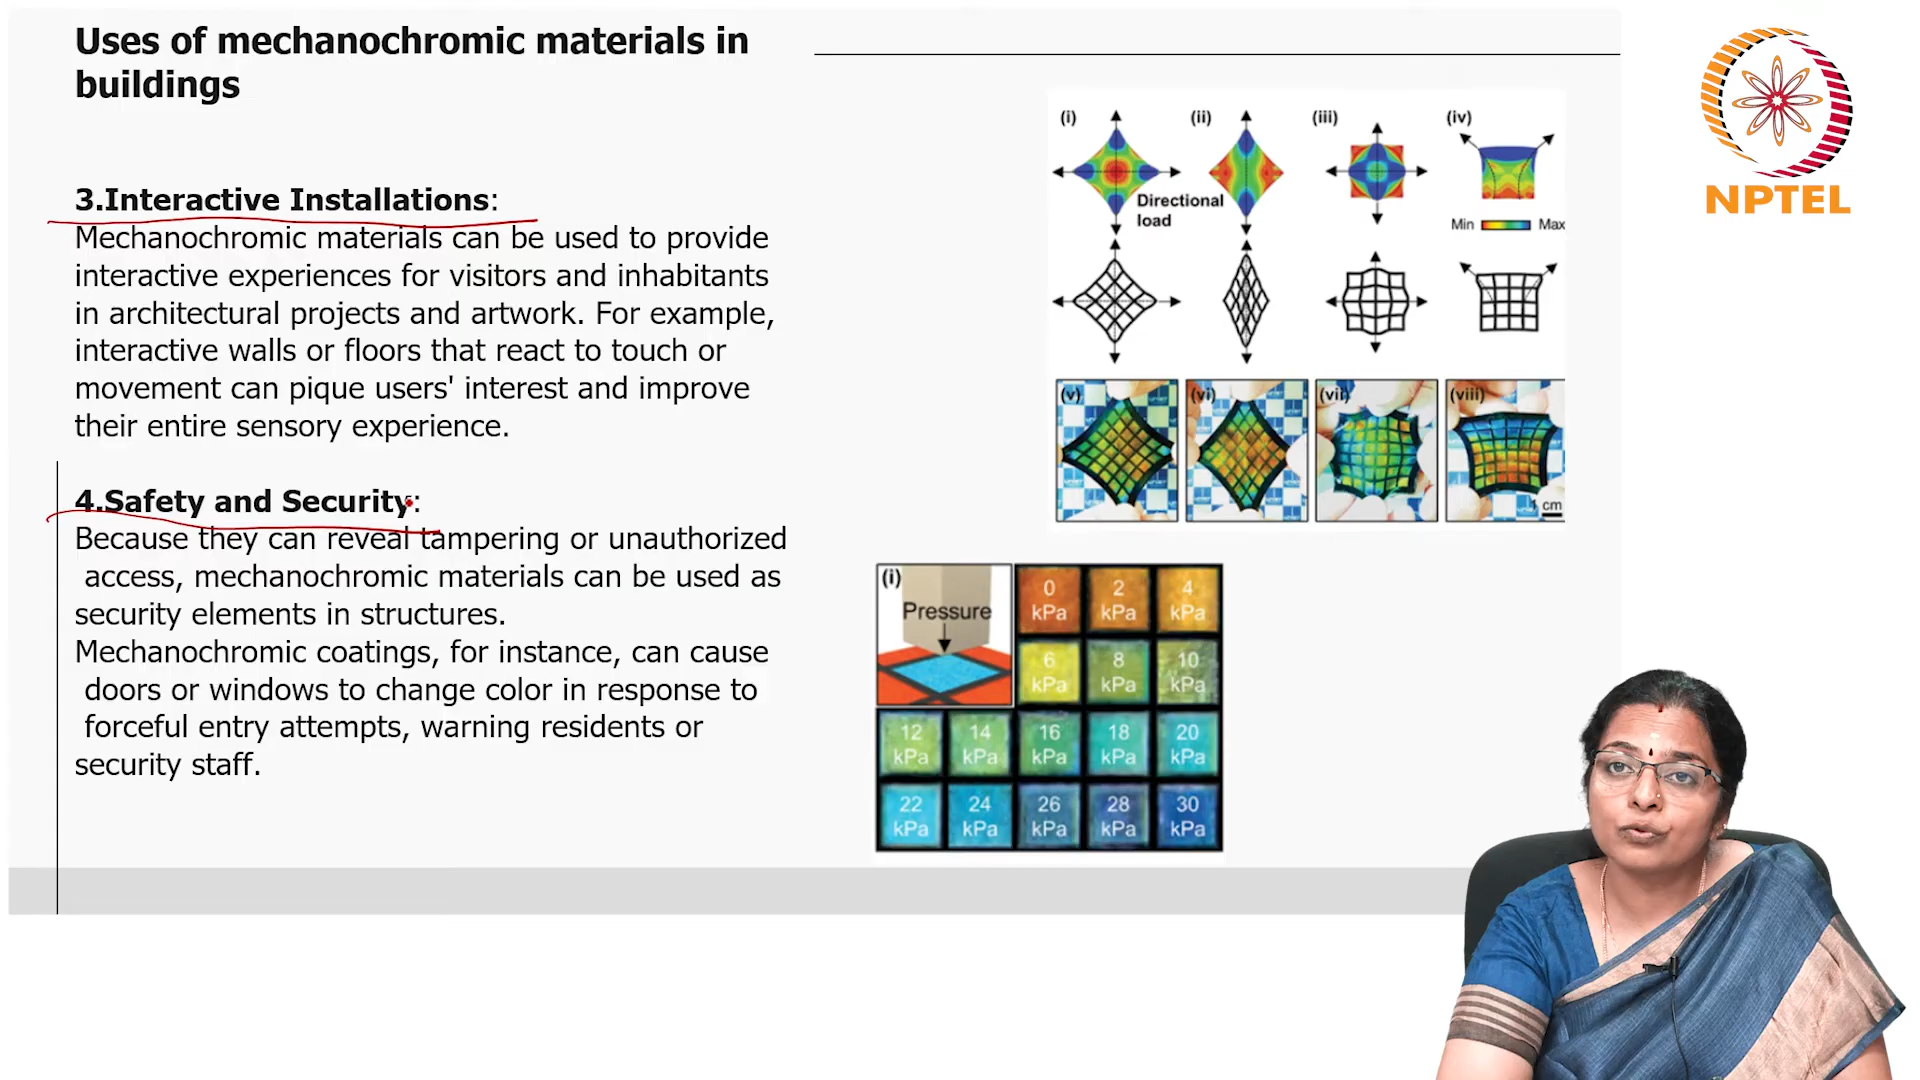 Uses of mechanochromic materials in
buildings
3.Interactive Installations:
Mechanochromic materials can be used to provide
interactive experiences for visitors and inhabitants
in architectural projects and artwork. For example,
interactive walls or floors that react to touch or
movement can pique users' interest and improve
their entire sensory experience.
4.Safety and Security:
Because they can reveal tampering or unauthorized
access, mechanochromic materials can be used as
security elements in structures.
Mechanochromic coatings, for instance, can cause
doors or windows to change color in response to
forceful entry attempts, warning residents or
security staff.
(i) (ii) (iii) (iv)
Directional
load
Min Max
(v) (vi) (vii) (viii)
1 cm
(i)
Pressure
0 kPa
2 kPa
4 kPa
6 kPa
8 kPa
10 kPa
12 kPa
14 kPa
16 kPa
18 kPa
20 kPa
22 kPa
24 kPa
26 kPa
28 kPa
30 kPa
NPTEL